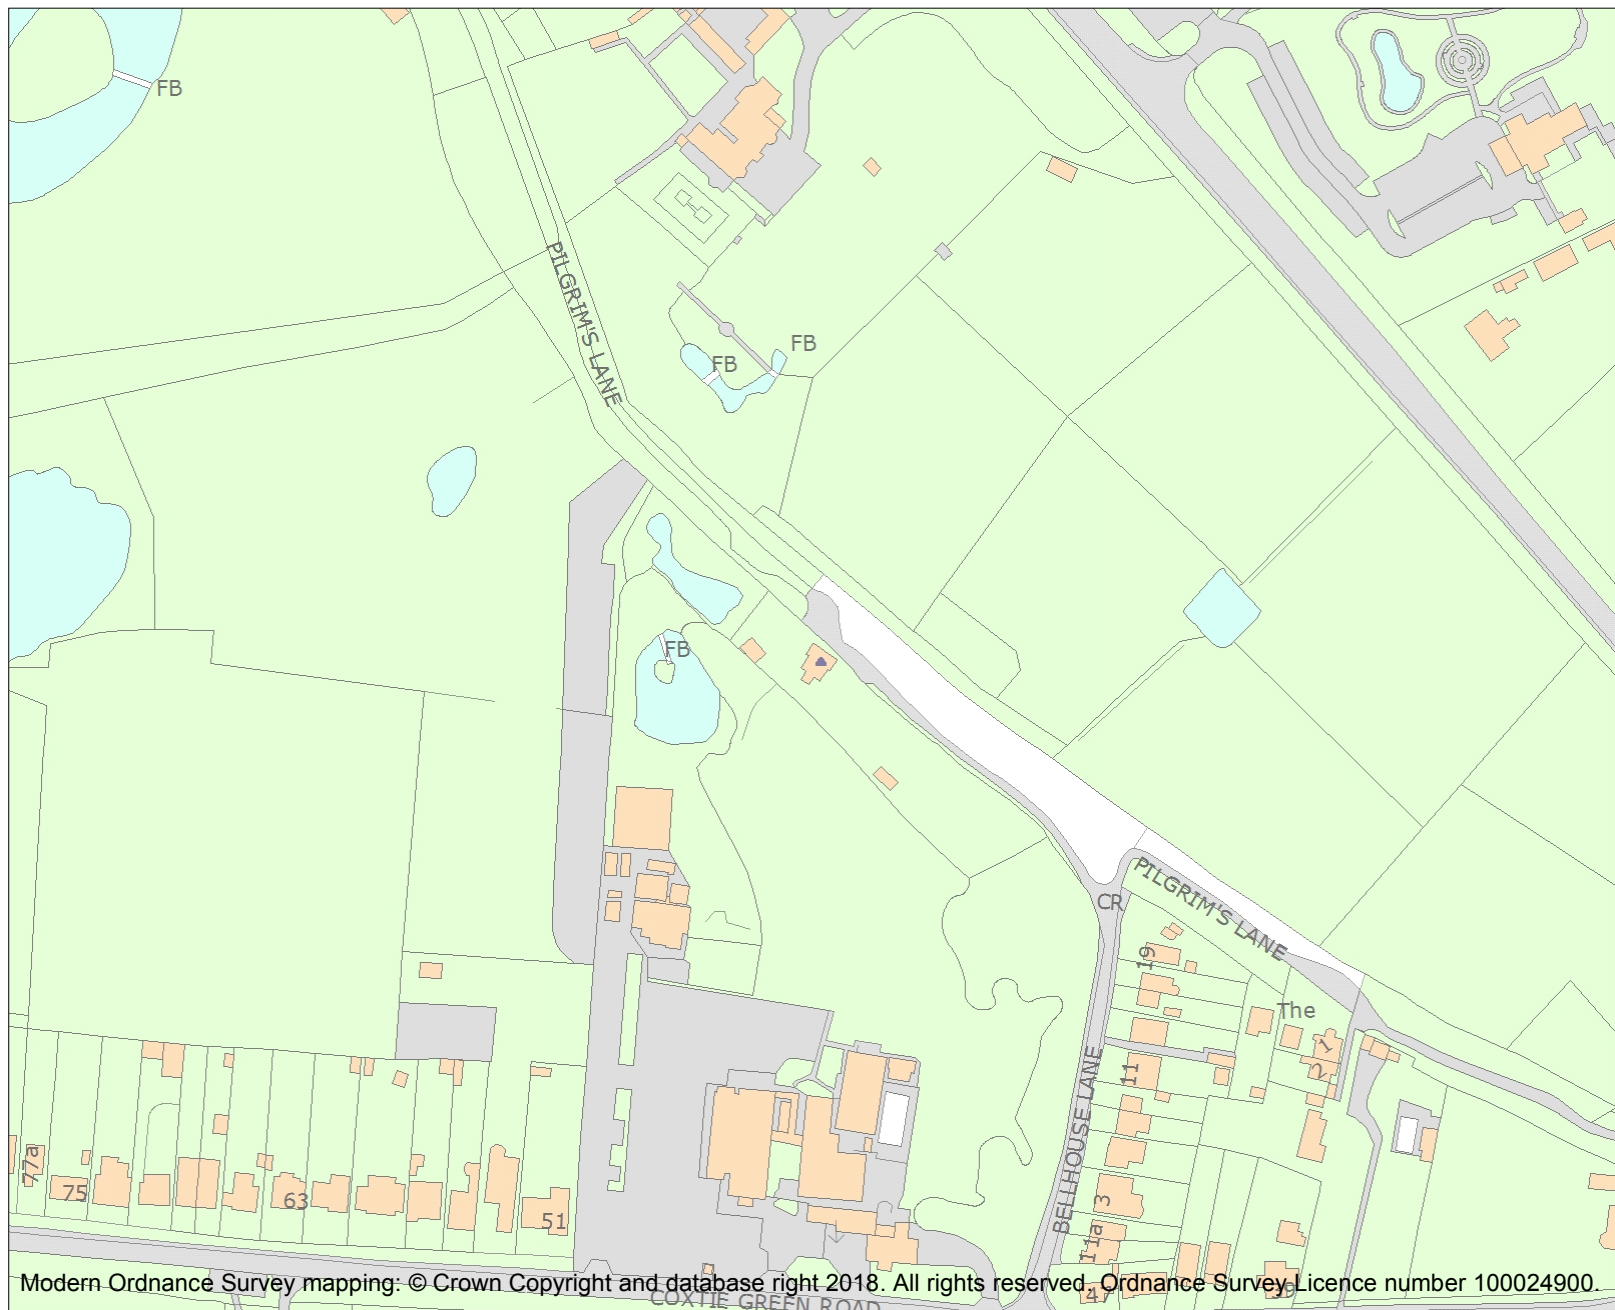 FB
PILGRIM'S LANE
FB
FB
FB
PILGRIM'S LANE
CR
19
The
1
2
11
BELLHOUSE LANE
77a
75
63
51
3
11a
47
39
Modern Ordnance Survey mapping: © Crown Copyright and database right 2018. All rights reserved. Ordnance Survey Licence number 100024900.
COXTIE GREEN ROAD